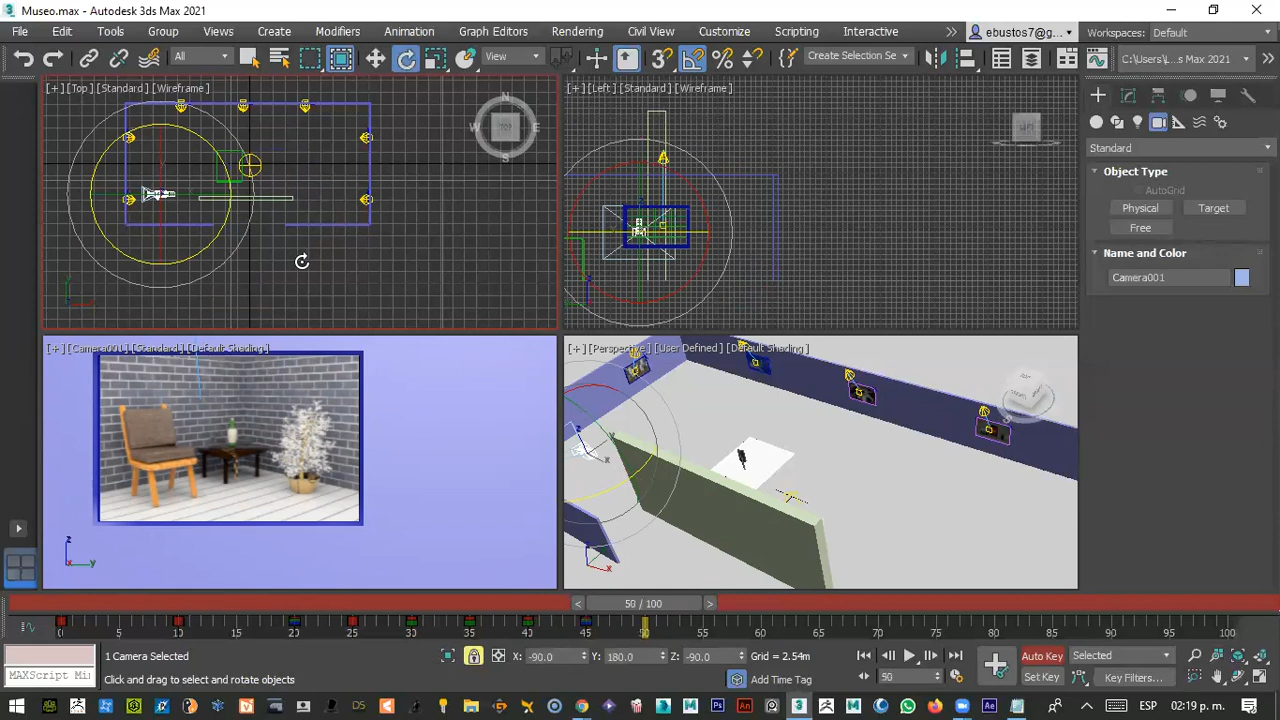 Museo.max - Autodesk 3ds Max 2021
File Edit Tools Group Views Create Modifiers Animation Graph Editors Rendering Civil View Customize Scripting Interactive ebustos7@g... Workspaces: Default
All View Create Selection Se C:\Users\L...s Max 2021
[+] [Top] [Standard] [Wireframe]
N
W E
TOP
S
[+] [Left] [Standard] [Wireframe]
LEFT
Standard
Object Type
AutoGrid
Physical Target
Free
Name and Color
Camera001
[+] [Camera001] [Standard] [Default Shading]
z
x y
[+] [Perspective] [User Defined] [Default Shading]
50 / 100
0 5 10 15 20 25 30 35 40 45 50 55 60 65 70 75 80 85 90 95 100
1 Camera Selected X: -90.0 Y: 180.0 Z: -90.0 Grid = 2.54m Auto Key Selected
MAXScript Mi Click and drag to select and rotate objects Add Time Tag 50 Set Key Key Filters...
ESP 02:19 p. m.